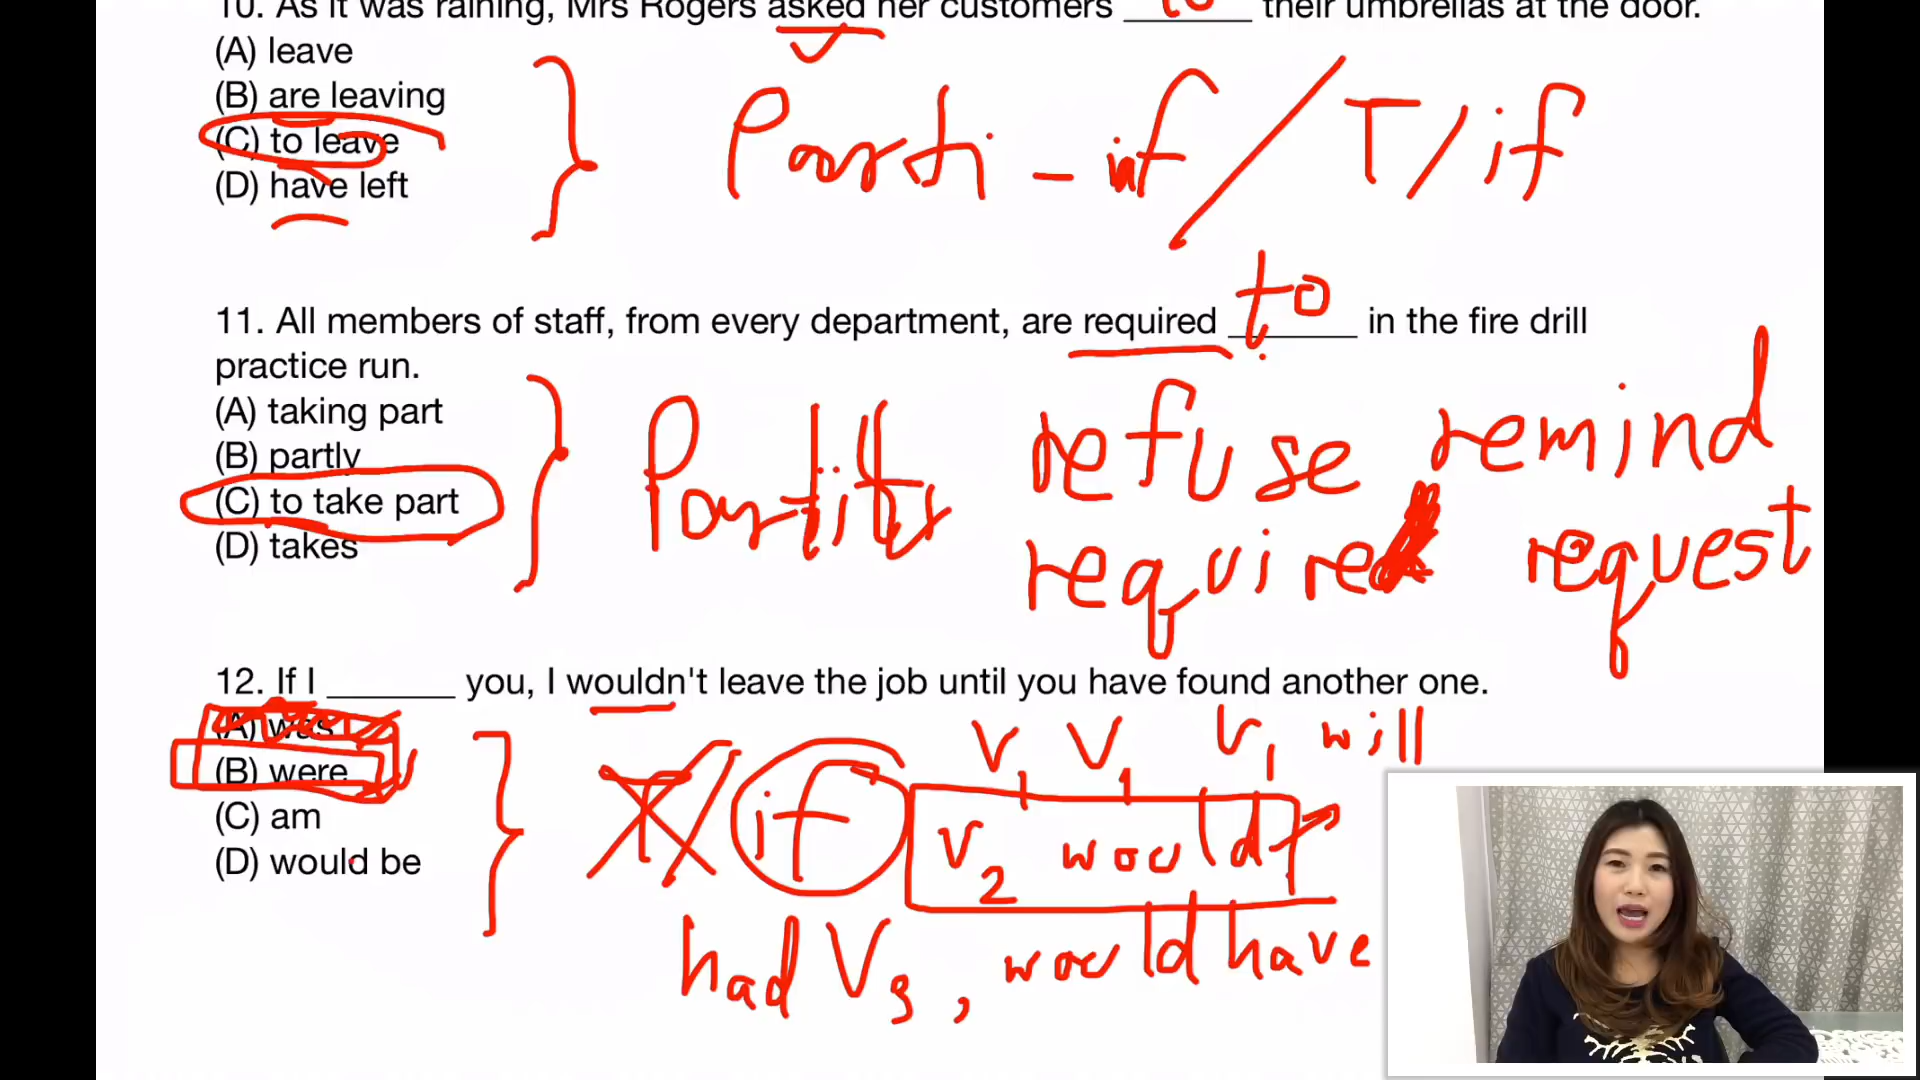 10. As it was raining, Mrs Rogers asked her customers to their umbrellas at the door.
(A) leave
(B) are leaving
(C) to leave
(D) have left
Parti - inf / T / if
11. All members of staff, from every department, are required to in the fire drill
practice run.
(A) taking part
(B) partly
(C) to take part
(D) takes
refuse remind
require request
12. If I _______ you, I wouldn't leave the job until you have found another one.
(A) was
(B) were
(C) am
(D) would be
V1 V1 V1 will
T / if V2 would
had V3, would have